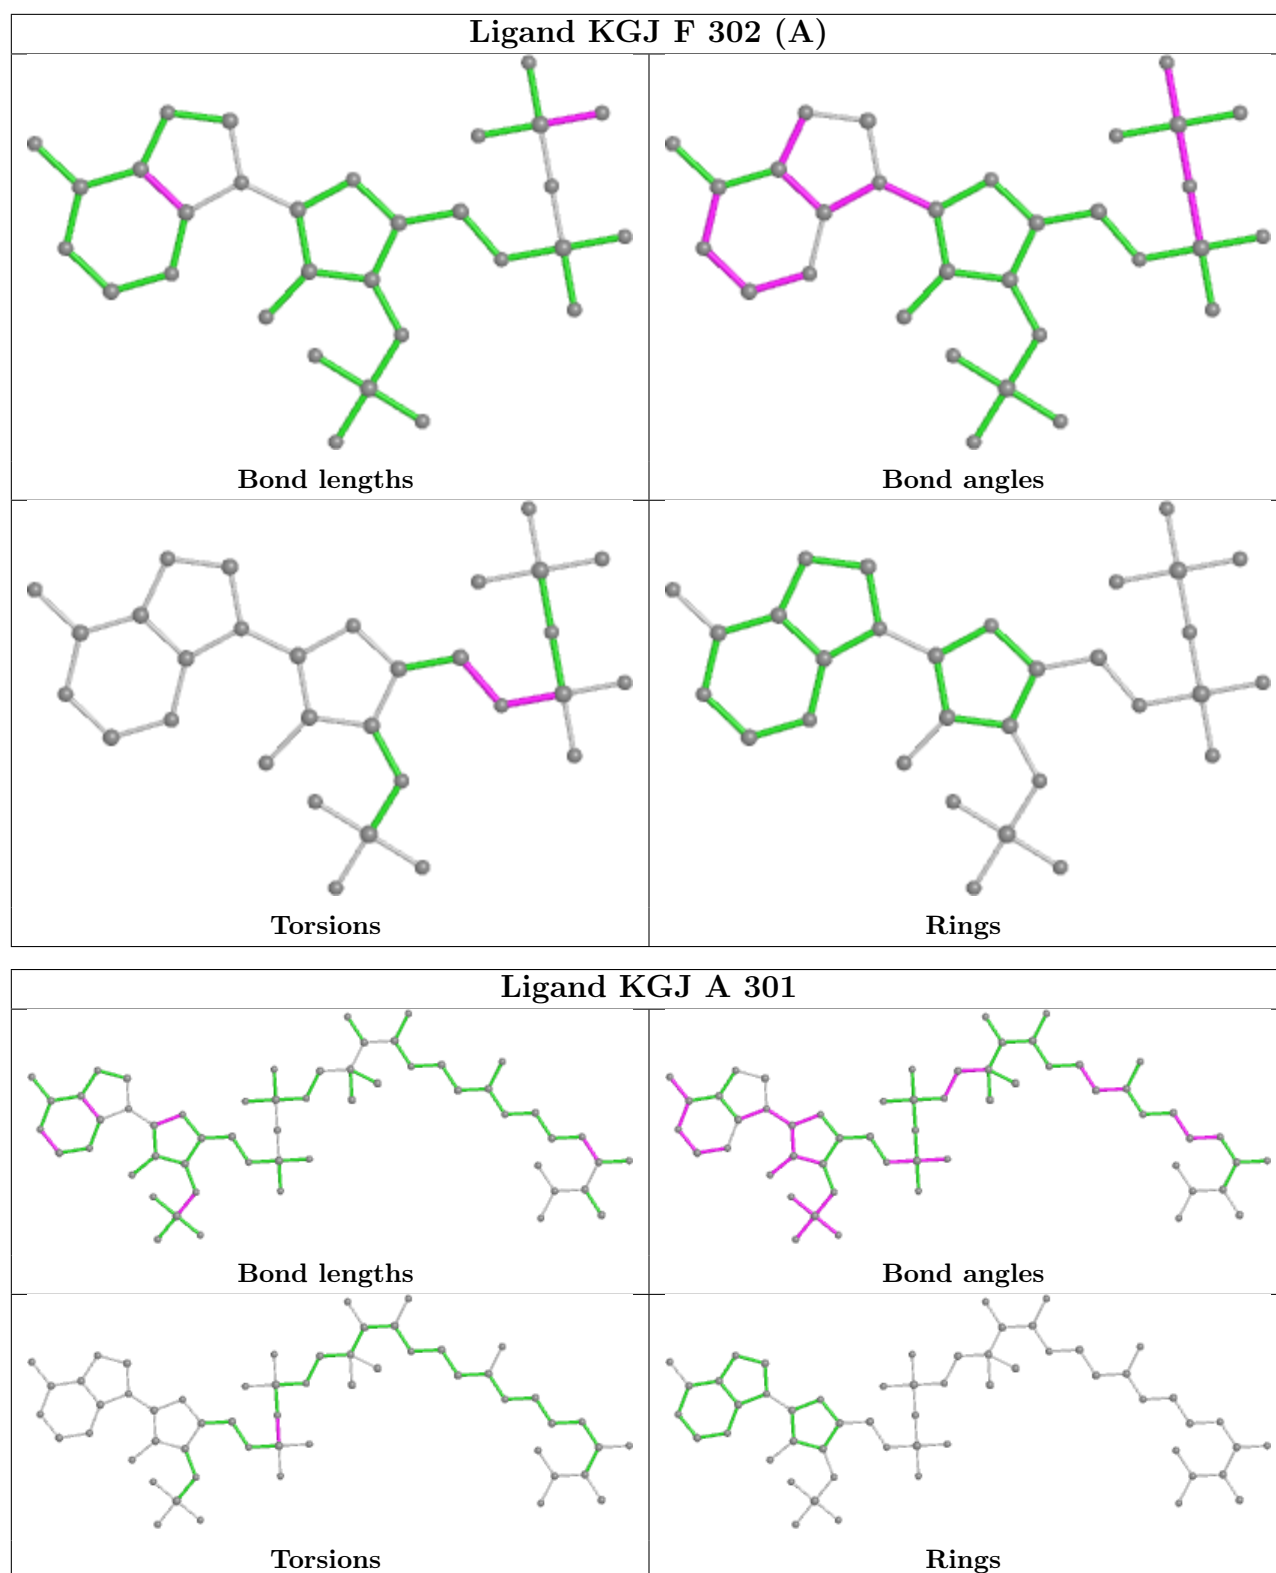 Ligand KGJ F 302 (A)
Bond lengths
Bond angles
Torsions
Rings
Ligand KGJ A 301
Bond lengths
Bond angles
Torsions
Rings